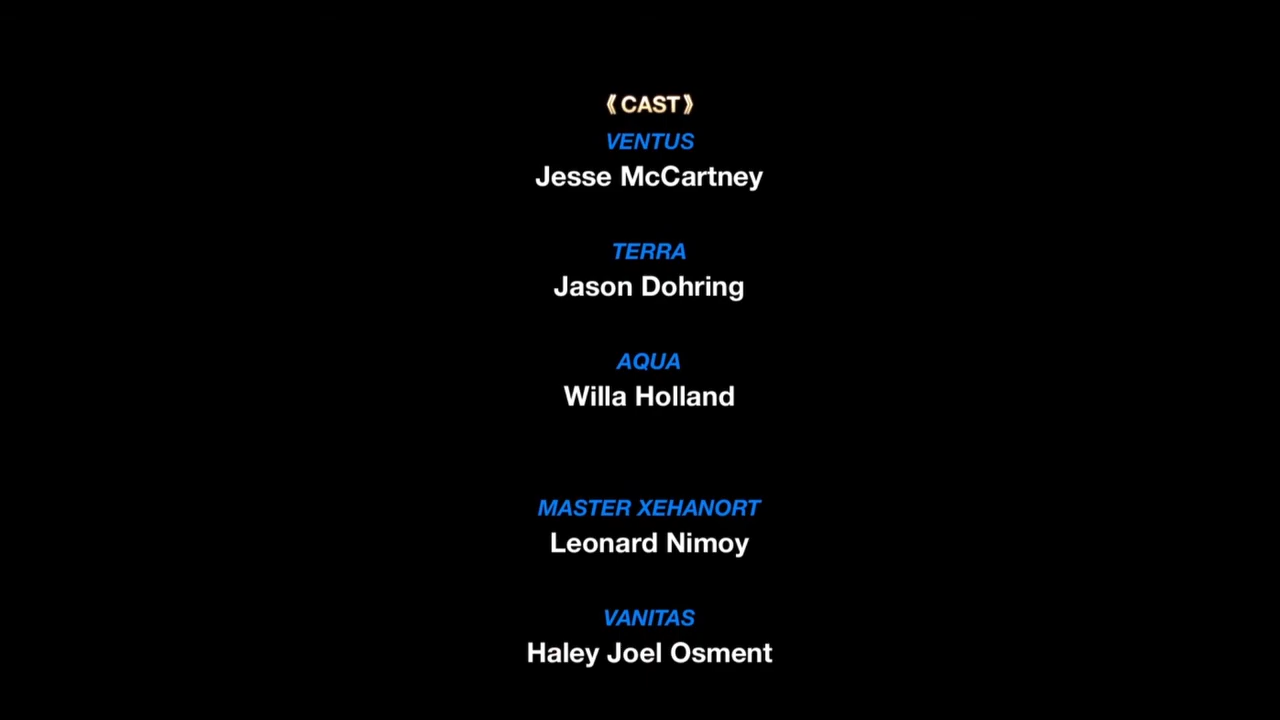 《CAST》
VENTUS
Jesse McCartney
TERRA
Jason Dohring
AQUA
Willa Holland
MASTER XEHANORT
Leonard Nimoy
VANITAS
Haley Joel Osment